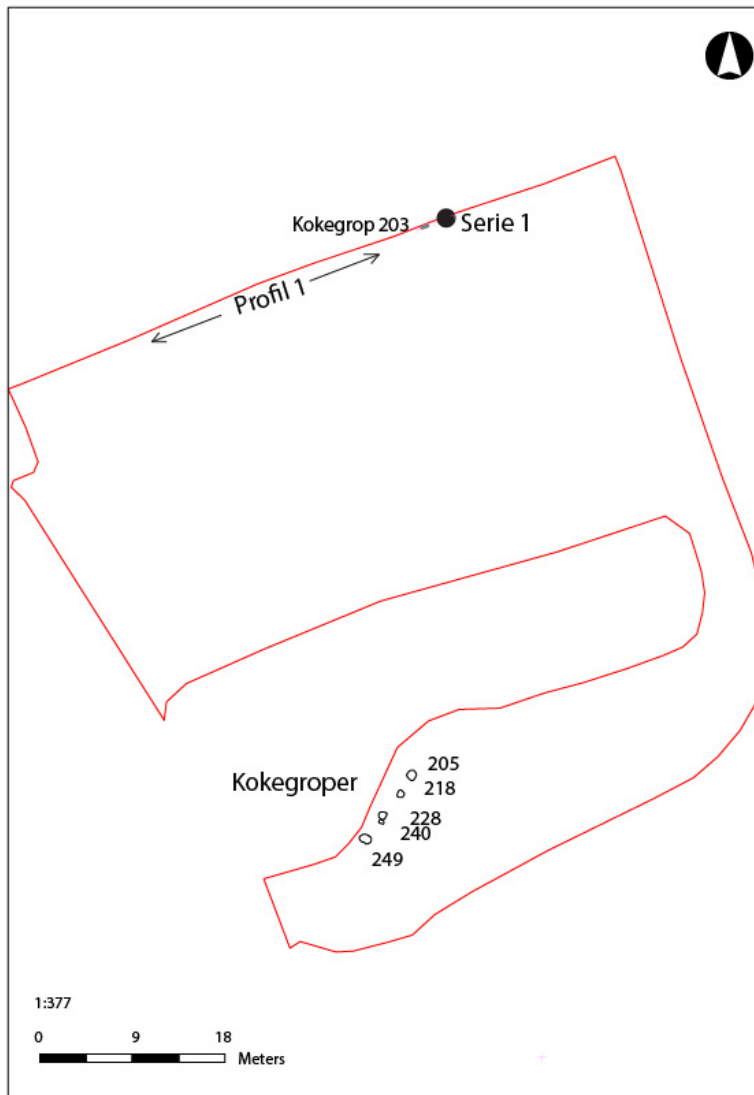 Kokegrop 203
Serie 1
Profil 1
Kokegroper
205
218
228
240
249
1:377
0 9 18
Meters